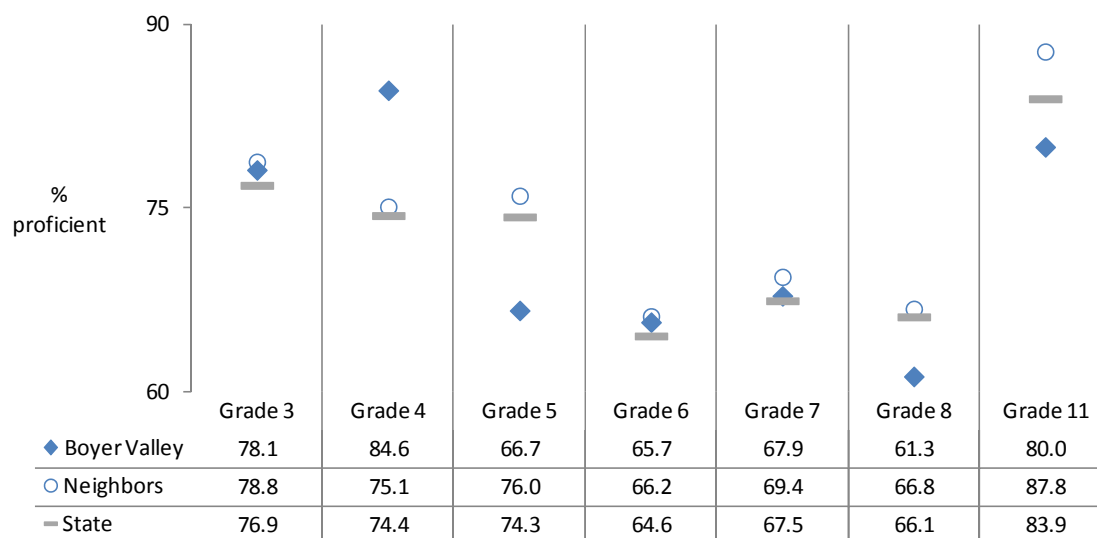 90
75
60
%
proficient
Grade 3 Grade 4 Grade 5 Grade 6 Grade 7 Grade 8 Grade 11
Boyer Valley 78.1 84.6 66.7 65.7 67.9 61.3 80.0
Neighbors 78.8 75.1 76.0 66.2 69.4 66.8 87.8
State 76.9 74.4 74.3 64.6 67.5 66.1 83.9